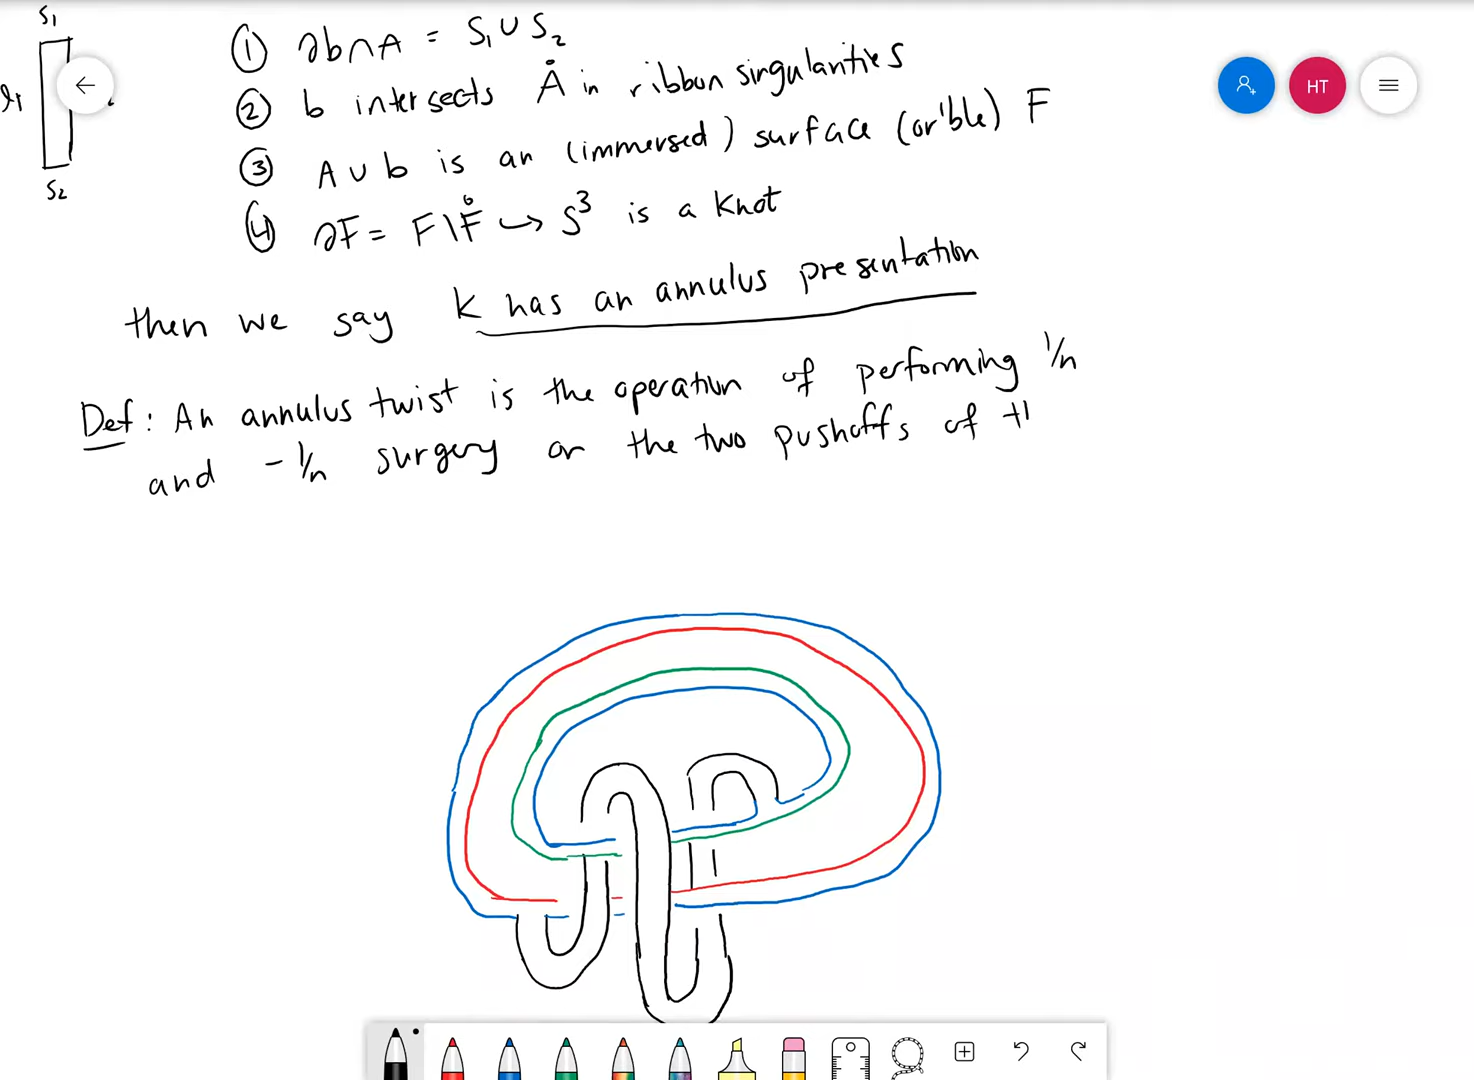 S₁
① ∂b∩A = S₁∪S₂
② b intersects Å in ribbon singularities
l₁
③ A∪b is an (immersed) surface (or'ble) F
S₂
④ ∂F = F\F̊ ↪ S³ is a knot
then we say K has an annulus presentation
Def: An annulus twist is the operation of performing 1/n
and -1/n surgery on the two pushoffs of
HT